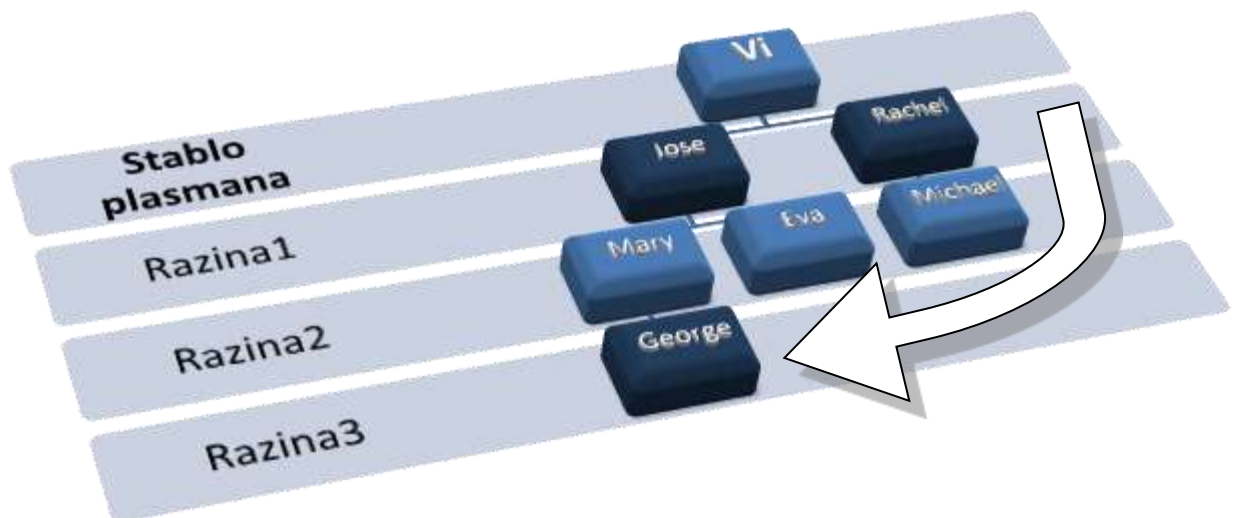 Vi
Stablo
plasmana
Jose
Rachel
Razina1
Mary
Eva
Michael
Razina2
George
Razina3